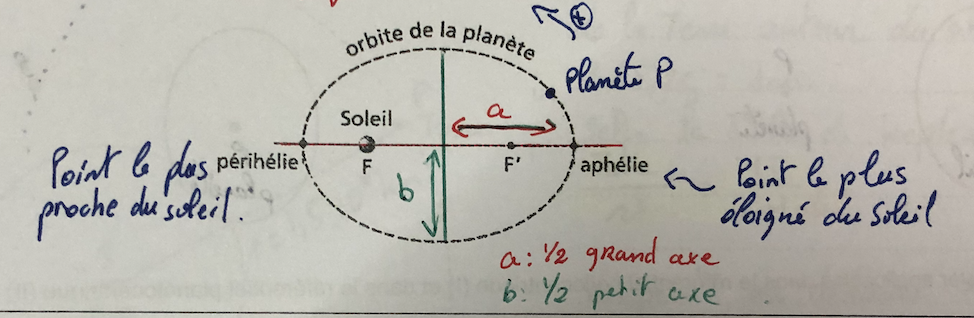 ⊕
orbite de la planète
Planète P
a
Soleil
périhélie
F
F'
aphélie
b
Point le plus
proche du soleil.
Point le plus
éloigné du Soleil
a: 1/2 grand axe
b: 1/2 petit axe